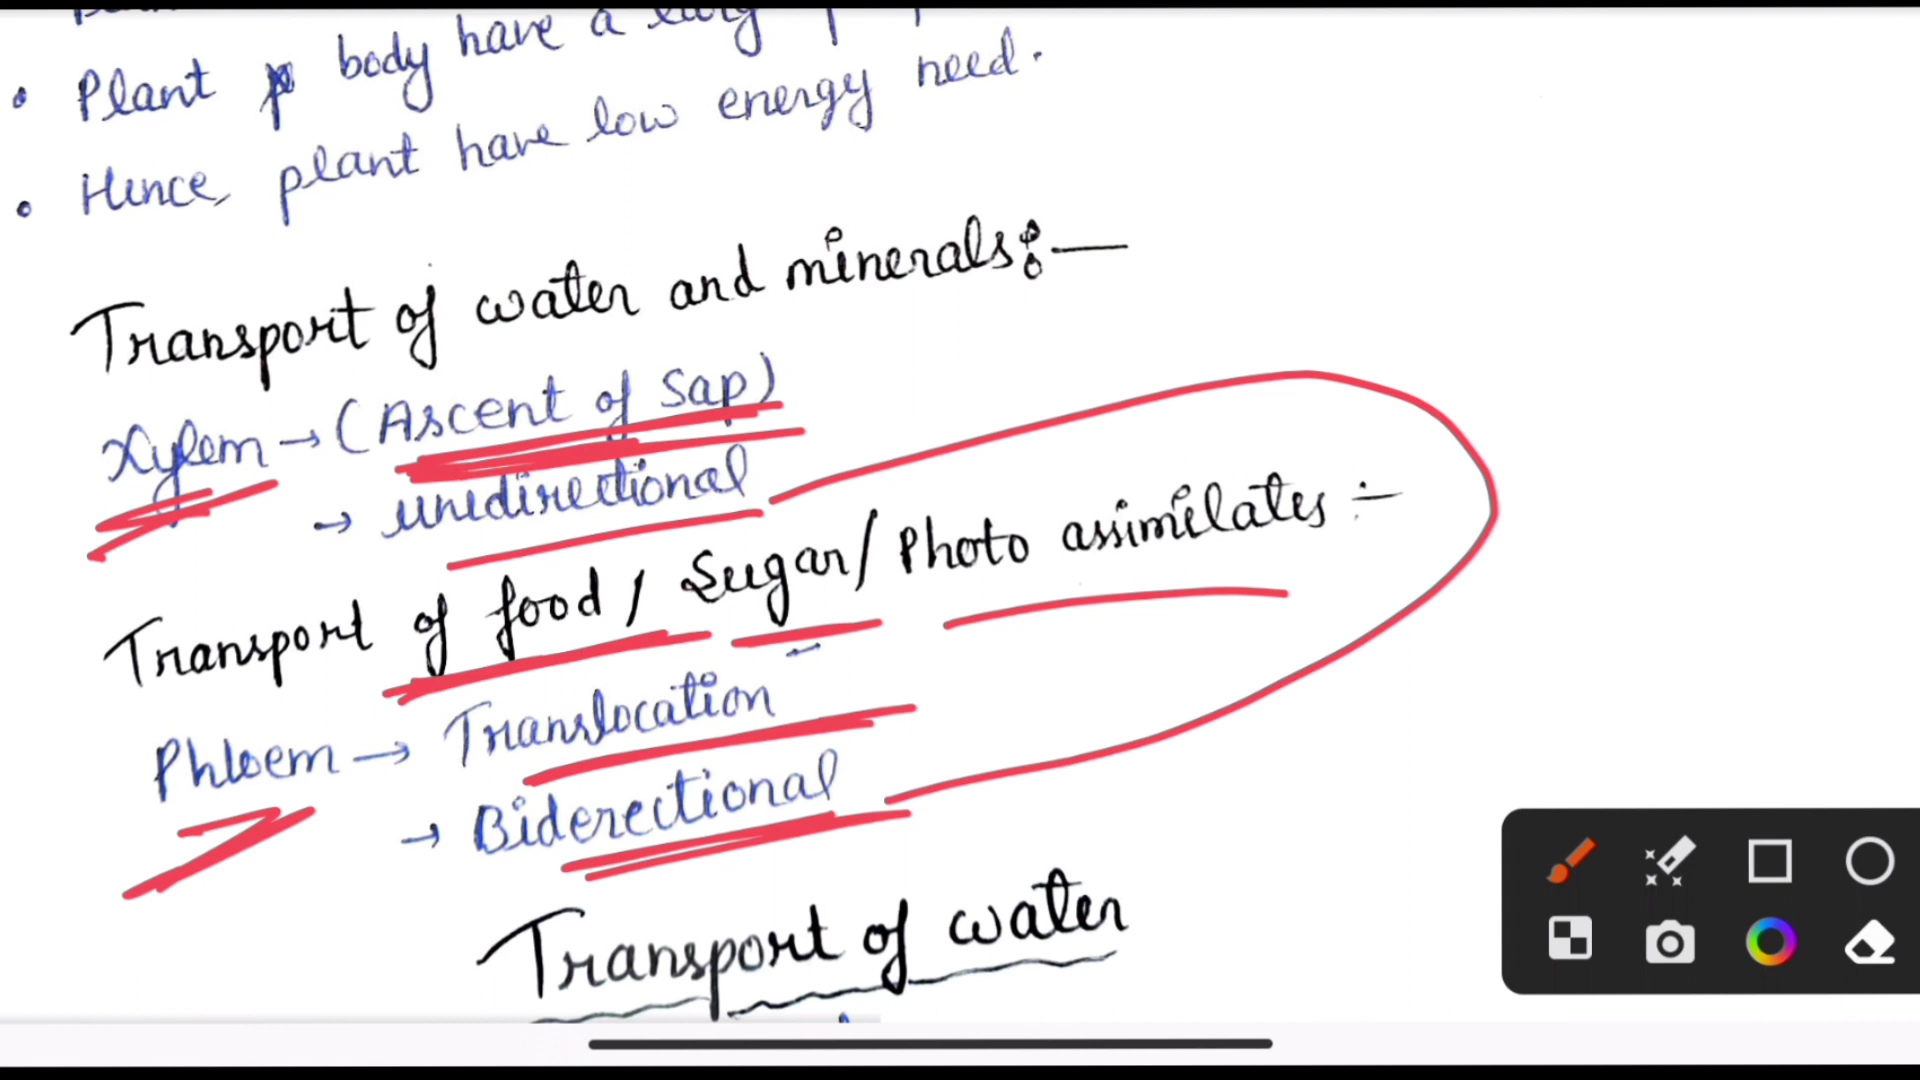 • Plant body have a
• Hence, plant have low energy need.
Transport of water and minerals:—
Xylem → (Ascent of Sap)
→ unidirectional
Transport of food / Sugar / Photo assimilates :-
Phloem → Translocation
→ Biderectional
Transport of water